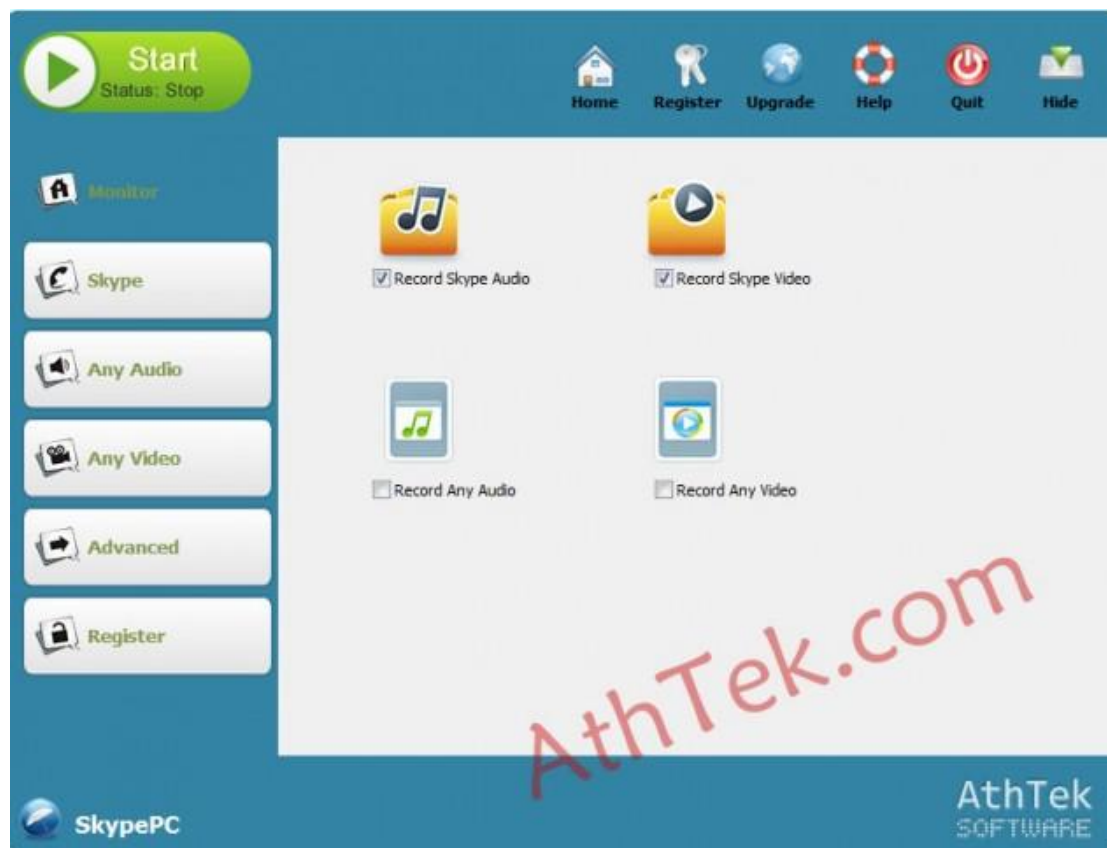 Start
Status: Stop
Home
Register
Upgrade
Help
Quit
Hide
Monitor
Skype
Any Audio
Any Video
Advanced
Register
Record Skype Audio
Record Skype Video
Record Any Audio
Record Any Video
AthTek.com
SkypePC
AthTek
SOFTWARE